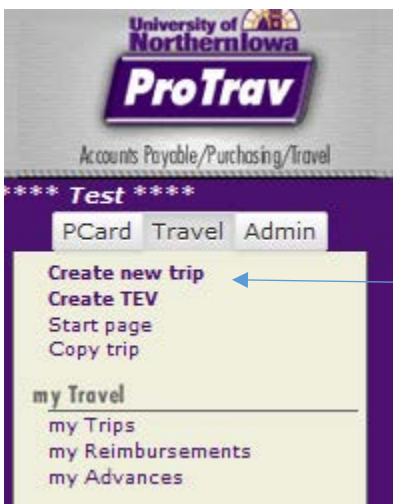 University of
Northern Iowa
ProTrav
Accounts Payable/Purchasing/Travel
**** Test ****
PCard Travel Admin
Create new trip
Create TEV
Start page
Copy trip
my Travel
my Trips
my Reimbursements
my Advances